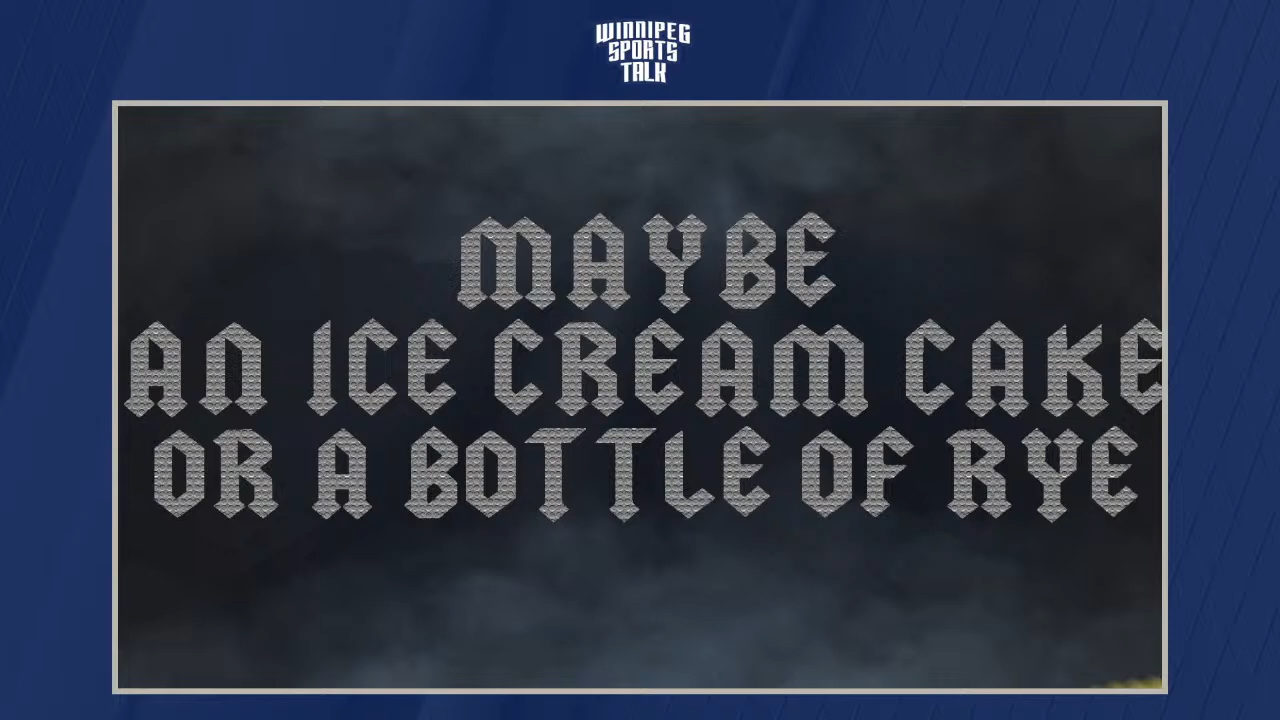 WINNIPEG
SPORTS
TALK
MAYBE
AN ICE CREAM CAKE
OR A BOTTLE OF RYE